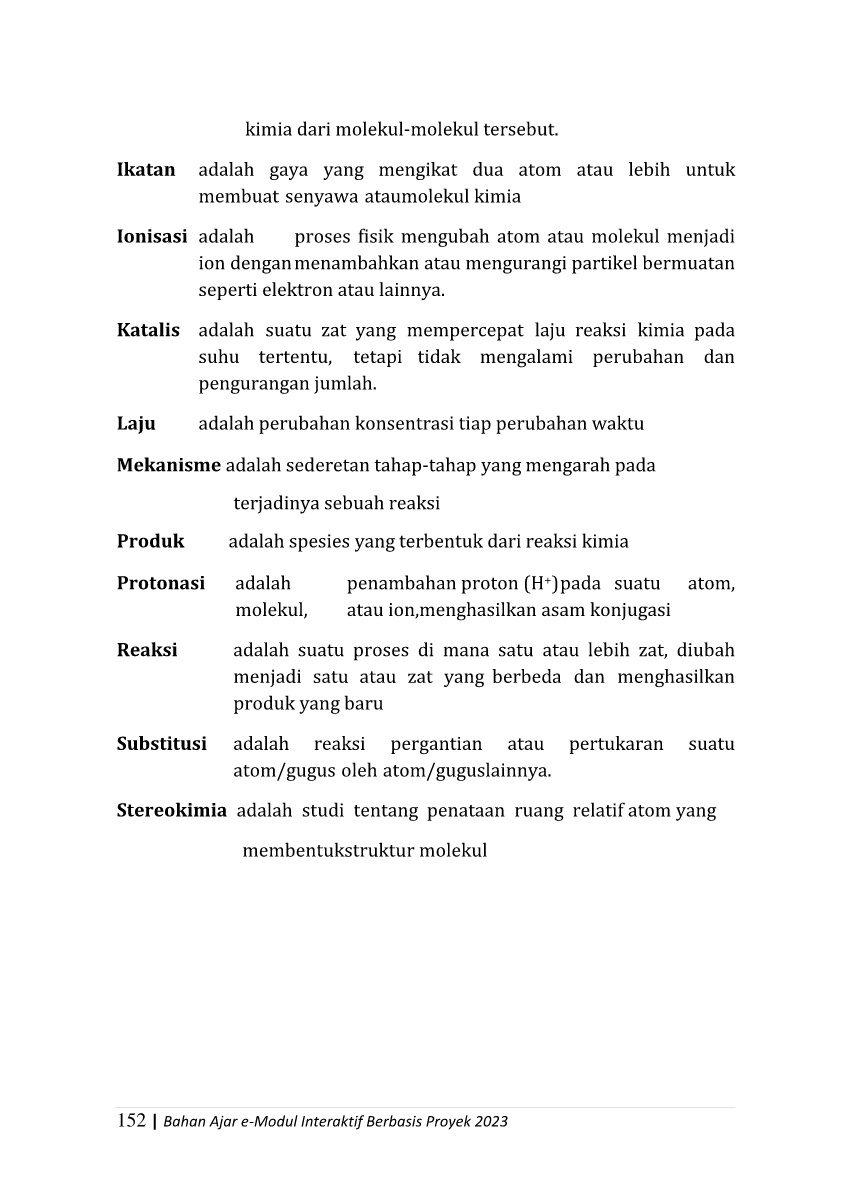 kimia dari molekul-molekul tersebut.
Ikatan adalah gaya yang mengikat dua atom atau lebih untuk
membuat senyawa ataumolekul kimia
Ionisasi adalah proses fisik mengubah atom atau molekul menjadi
ion dengan menambahkan atau mengurangi partikel bermuatan
seperti elektron atau lainnya.
Katalis adalah suatu zat yang mempercepat laju reaksi kimia pada
suhu tertentu, tetapi tidak mengalami perubahan dan
pengurangan jumlah.
Laju adalah perubahan konsentrasi tiap perubahan waktu
Mekanisme adalah sederetan tahap-tahap yang mengarah pada
terjadinya sebuah reaksi
Produk adalah spesies yang terbentuk dari reaksi kimia
Protonasi adalah penambahan proton (H⁺)pada suatu atom,
molekul, atau ion,menghasilkan asam konjugasi
Reaksi adalah suatu proses di mana satu atau lebih zat, diubah
menjadi satu atau zat yang berbeda dan menghasilkan
produk yang baru
Substitusi adalah reaksi pergantian atau pertukaran suatu
atom/gugus oleh atom/guguslainnya.
Stereokimia adalah studi tentang penataan ruang relatif atom yang
membentukstruktur molekul
152 | Bahan Ajar e-Modul Interaktif Berbasis Proyek 2023